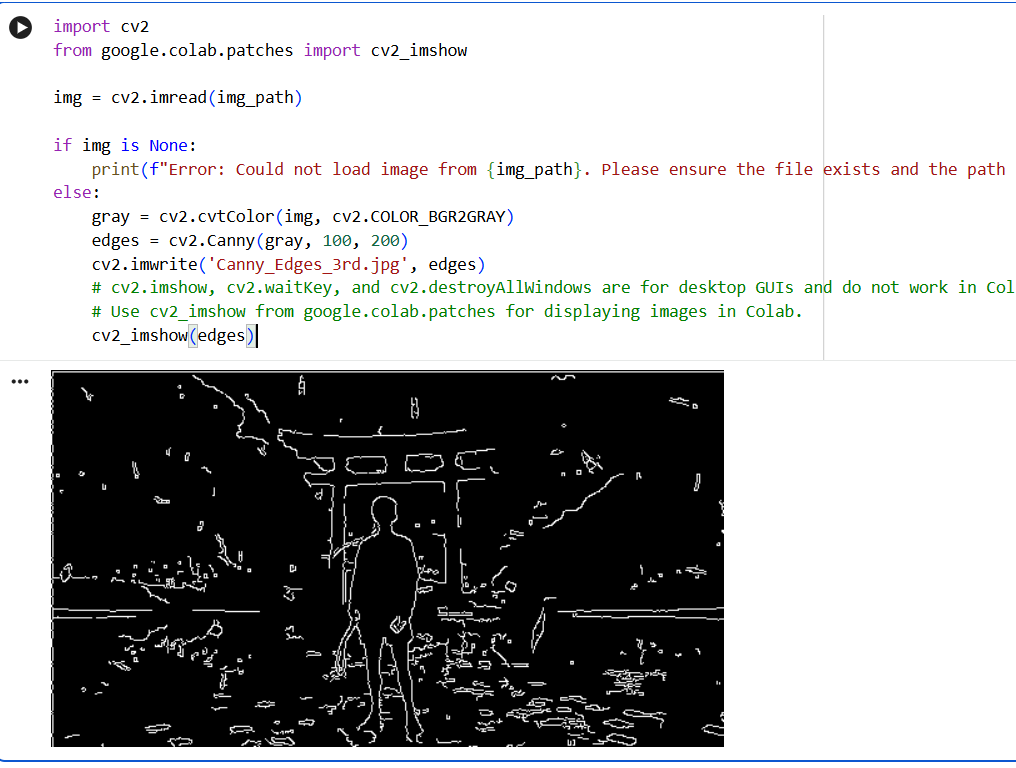 import cv2
from google.colab.patches import cv2_imshow
img = cv2.imread(img_path)
if img is None:
    print(f"Error: Could not load image from {img_path}. Please ensure the file exists and the path
else:
    gray = cv2.cvtColor(img, cv2.COLOR_BGR2GRAY)
    edges = cv2.Canny(gray, 100, 200)
    cv2.imwrite('Canny_Edges_3rd.jpg', edges)
    # cv2.imshow, cv2.waitKey, and cv2.destroyAllWindows are for desktop GUIs and do not work in Col
    # Use cv2_imshow from google.colab.patches for displaying images in Colab.
    cv2_imshow(edges)